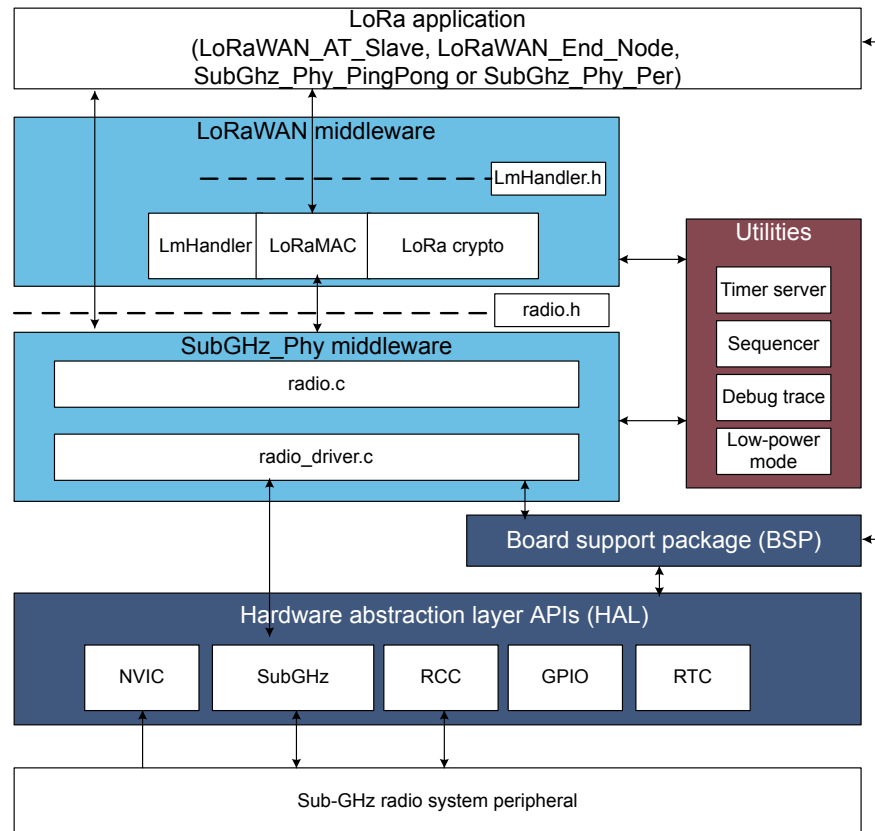 LoRa application
(LoRaWAN_AT_Slave, LoRaWAN_End_Node,
SubGhz_Phy_PingPong or SubGhz_Phy_Per)
LoRaWAN middleware
LmHandler.h
LmHandler
LoRaMAC
LoRa crypto
Utilities
Timer server
Sequencer
Debug trace
Low-power
mode
radio.h
SubGHz_Phy middleware
radio.c
radio_driver.c
Board support package (BSP)
Hardware abstraction layer APIs (HAL)
NVIC
SubGHz
RCC
GPIO
RTC
Sub-GHz radio system peripheral